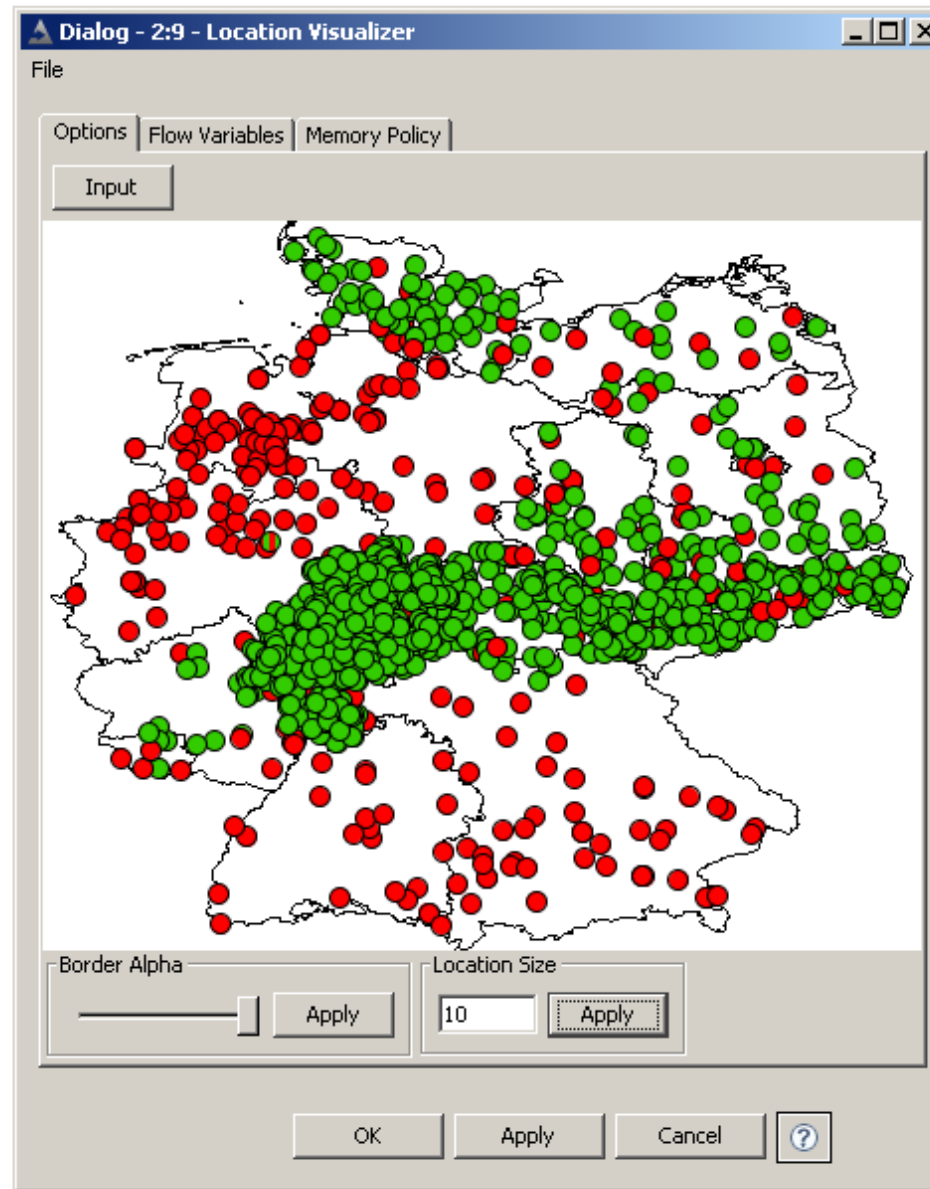 Dialog - 2:9 - Location Visualizer
File
Options Flow Variables Memory Policy
Input
Border Alpha Location Size
Apply 10 Apply
OK Apply Cancel ?